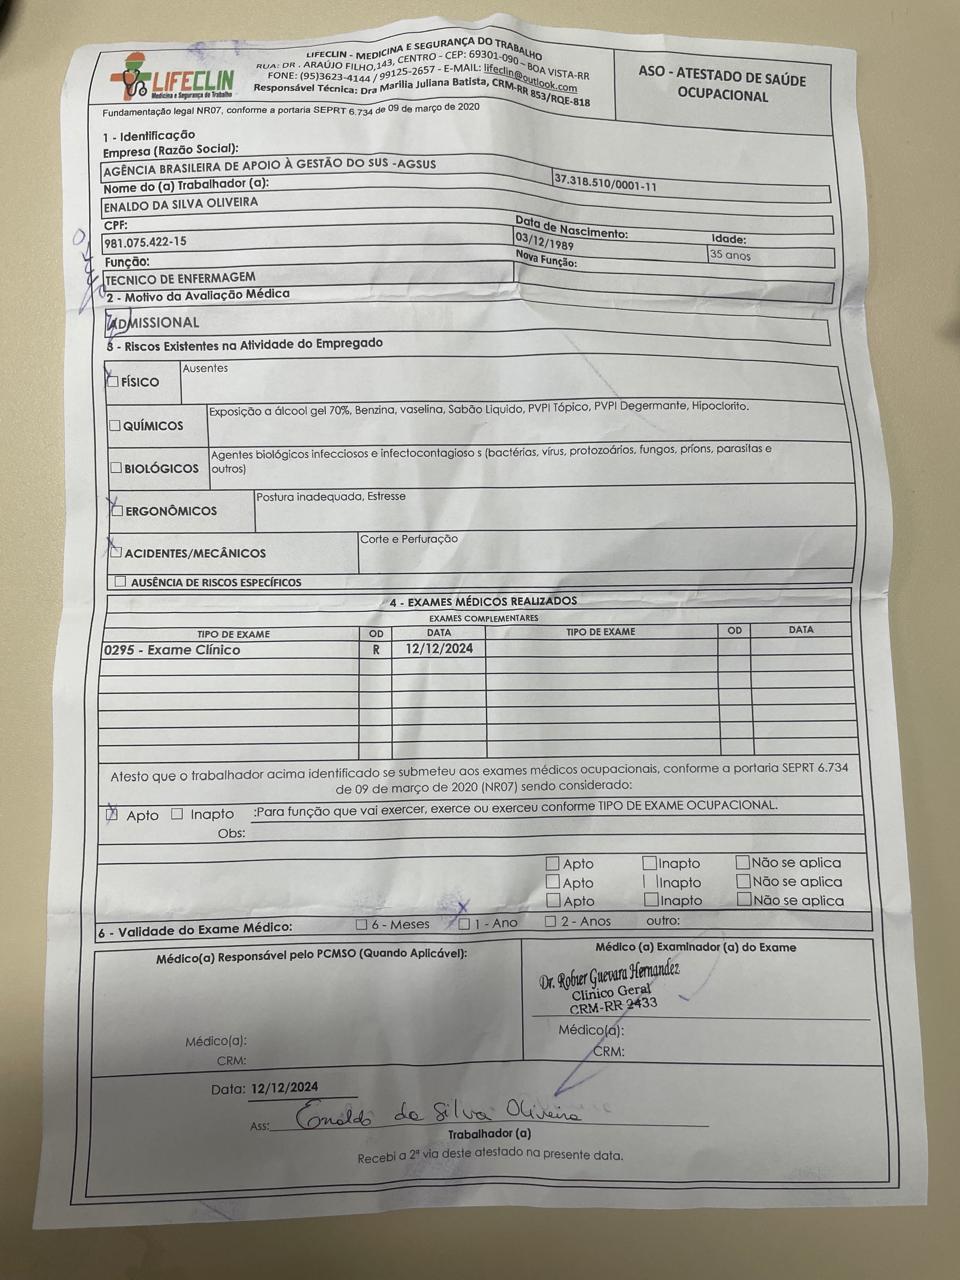 LIFECLIN
Medicina e Segurança do Trabalho
LIFECLIN - MEDICINA E SEGURANÇA DO TRABALHO
RUA: DR . ARAÚJO FILHO,143, CENTRO - CEP: 69301-090 – BOA VISTA-RR
FONE: (95)3623-4144 / 99125-2657 - E-MAIL: lifeclin@outlook.com
Responsável Técnica: Dra Marilia Juliana Batista, CRM-RR 853/RQE-818
ASO - ATESTADO DE SAÚDE
OCUPACIONAL
Fundamentação legal NR07, conforme a portaria SEPRT 6.734 de 09 de março de 2020
1 - Identificação
Empresa (Razão Social):
AGÊNCIA BRASILEIRA DE APOIO À GESTÃO DO SUS -AGSUS
37.318.510/0001-11
Nome do (a) Trabalhador (a):
ENALDO DA SILVA OLIVEIRA
CPF:
Data de Nascimento:
Idade:
981.075.422-15
03/12/1989
35 anos
Função:
Nova Função:
TECNICO DE ENFERMAGEM
2 - Motivo da Avaliação Médica
ADMISSIONAL
3 - Riscos Existentes na Atividade do Empregado
FÍSICO
Ausentes
QUÍMICOS
Exposição a álcool gel 70%, Benzina, vaselina, Sabão Liquido, PVPI Tópico, PVPI Degermante, Hipoclorito.
BIOLÓGICOS
Agentes biológicos infecciosos e infectocontagioso s (bactérias, vírus, protozoários, fungos, príons, parasitas e
outros)
ERGONÔMICOS
Postura inadequada, Estresse
ACIDENTES/MECÂNICOS
Corte e Perfuração
AUSÊNCIA DE RISCOS ESPECÍFICOS
4 - EXAMES MÉDICOS REALIZADOS
EXAMES COMPLEMENTARES
TIPO DE EXAME OD DATA TIPO DE EXAME OD DATA
0295 - Exame Clínico R 12/12/2024
Atesto que o trabalhador acima identificado se submeteu aos exames médicos ocupacionais, conforme a portaria SEPRT 6.734
de 09 de março de 2020 (NR07) sendo considerado:
Apto Inapto :Para função que vai exercer, exerce ou exerceu conforme TIPO DE EXAME OCUPACIONAL.
Obs:
Apto Inapto Não se aplica
Apto Inapto Não se aplica
Apto Inapto Não se aplica
6 - Validade do Exame Médico: 6 - Meses 1 - Ano 2 - Anos outro:
Médico(a) Responsável pelo PCMSO (Quando Aplicável):
Médico (a) Examinador (a) do Exame
Dr. Robier Guevara Hernandez
Clínico Geral
CRM-RR 2433
Médico(a):
CRM:
Médico(a):
CRM:
Data: 12/12/2024
Ass: Enaldo da Silva Oliveira
Trabalhador (a)
Recebi a 2ª via deste atestado na presente data.